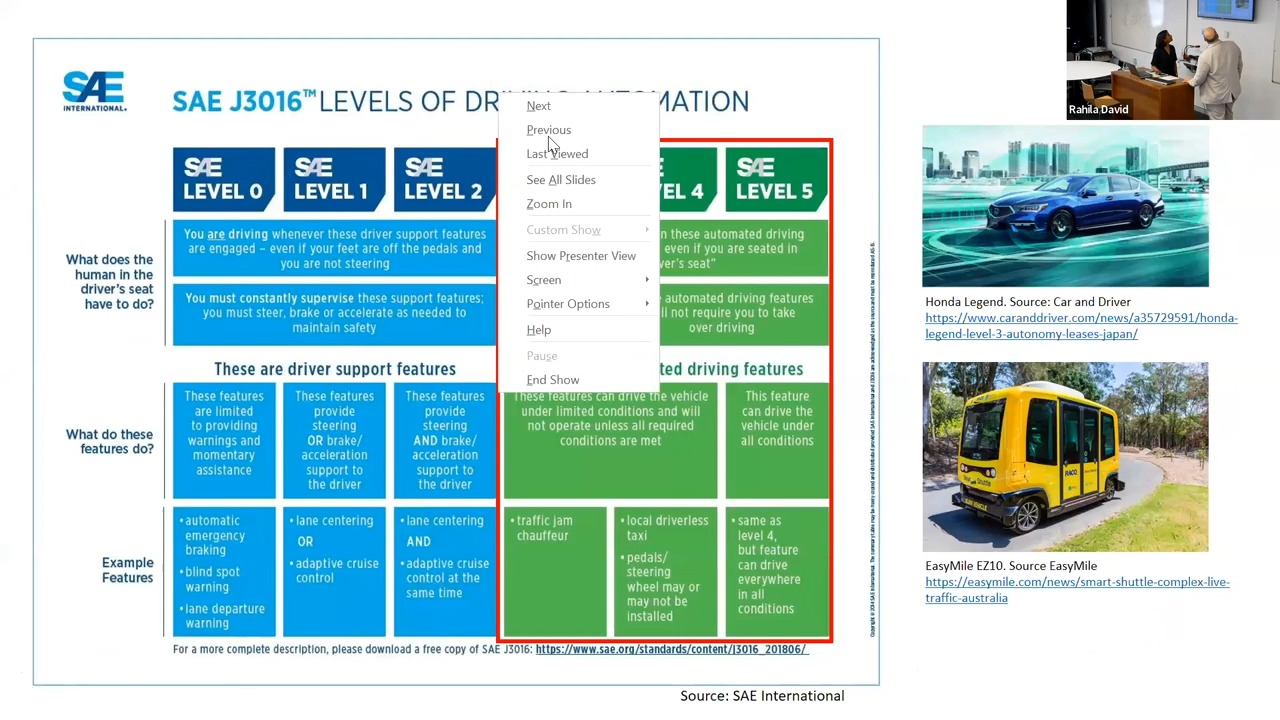 SAE
INTERNATIONAL.
SAE J3016™ LEVELS OF DR AUTOMATION
Next
Previous
Last Viewed
See All Slides
Zoom In
Custom Show
Show Presenter View
Screen
Pointer Options
Help
Pause
End Show
SAE
LEVEL 0
SAE
LEVEL 1
SAE
LEVEL 2
VEL 4
SAE
LEVEL 5
What does the
human in the
driver's seat
have to do?
You are driving whenever these driver support features
are engaged – even if your feet are off the pedals and
you are not steering
n these automated driving
even if you are seated in
ver's seat"
You must constantly supervise these support features;
you must steer, brake or accelerate as needed to
maintain safety
automated driving features
ll not require you to take
over driving
These are driver support features
ted driving features
What do these
features do?
These features
are limited
to providing
warnings and
momentary
assistance
These features
provide
steering
OR brake/
acceleration
support to
the driver
These features
provide
steering
AND brake/
acceleration
support to
the driver
These features can drive the vehicle
under limited conditions and will
not operate unless all required
conditions are met
This feature
can drive the
vehicle under
all conditions
Example
Features
• automatic
emergency
braking
• blind spot
warning
• lane departure
warning
• lane centering
OR
• adaptive cruise
control
• lane centering
AND
• adaptive cruise
control at the
same time
• traffic jam
chauffeur
• local driverless
taxi
• pedals/
steering
wheel may or
may not be
installed
• same as
level 4,
but feature
can drive
everywhere
in all
conditions
For a more complete description, please download a free copy of SAE J3016: https://www.sae.org/standards/content/j3016_201806/
Source: SAE International
Rahila David
Honda Legend. Source: Car and Driver
https://www.caranddriver.com/news/a35729591/honda-
legend-level-3-autonomy-leases-japan/
RACQ
EasyMile EZ10. Source EasyMile
https://easymile.com/news/smart-shuttle-complex-live-
traffic-australia